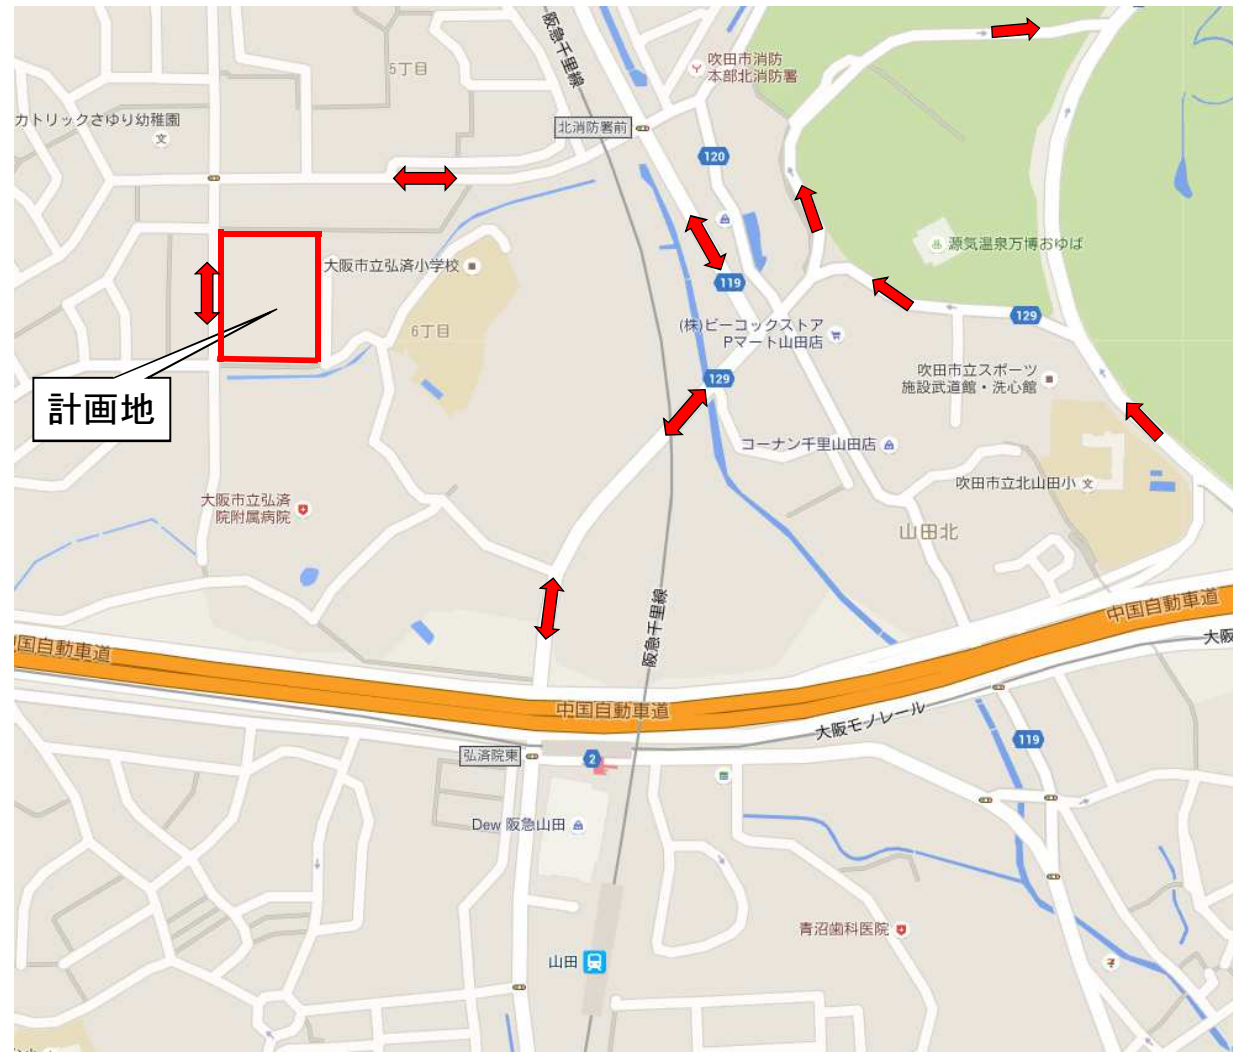 阪急千里線
5丁目
吹田市消防
本部北消防署
カトリックさゆり幼稚園
文
北消防署前
120
源気温泉万博おゆば
大阪市立弘済小学校
119
129
6丁目
(株)ピーコックストア
Pマート山田店
吹田市立スポーツ
施設武道館・洗心館
129
計画地
コーナン千里山田店
大阪市立弘済
院附属病院
吹田市立北山田小
文
山田北
阪急千里線
中国自動車道
大阪
中国自動車道
中国自動車道
大阪モノレール
119
弘済院東
2
Dew 阪急山田
青沼歯科医院
山田